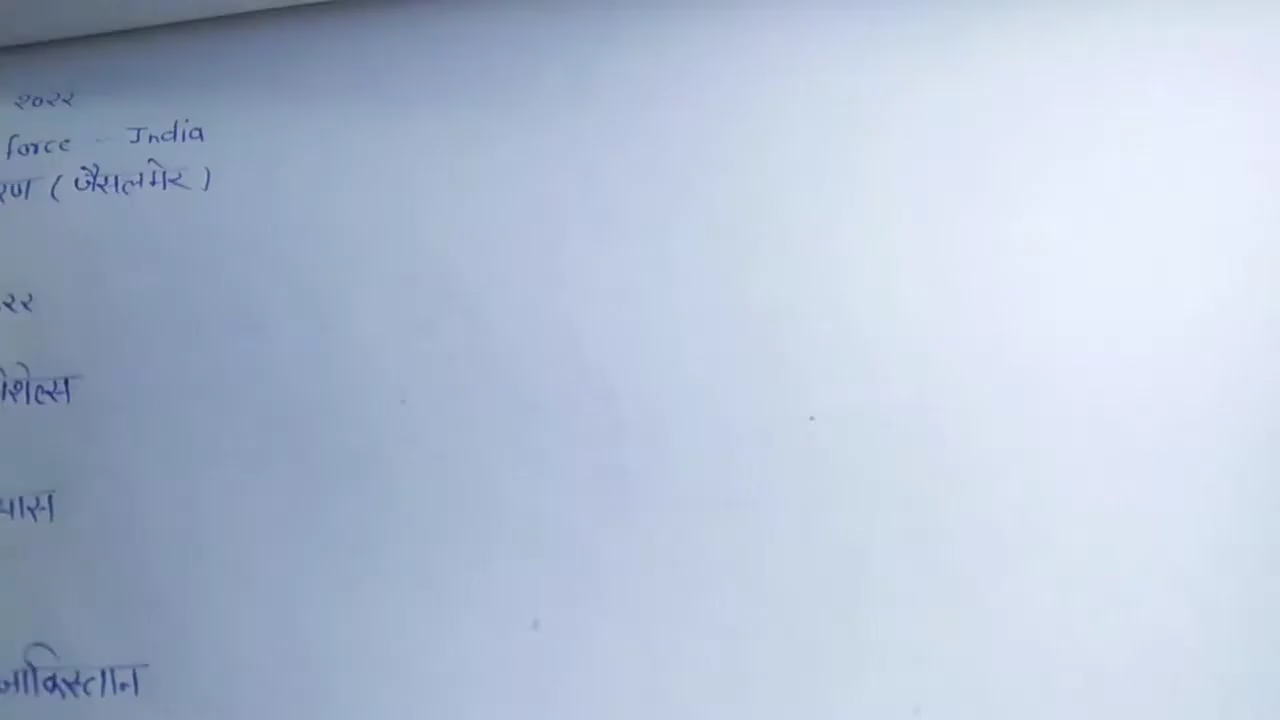 २०२२
force - India
रण ( जैसलमेर )
२२
शेल्स
यास